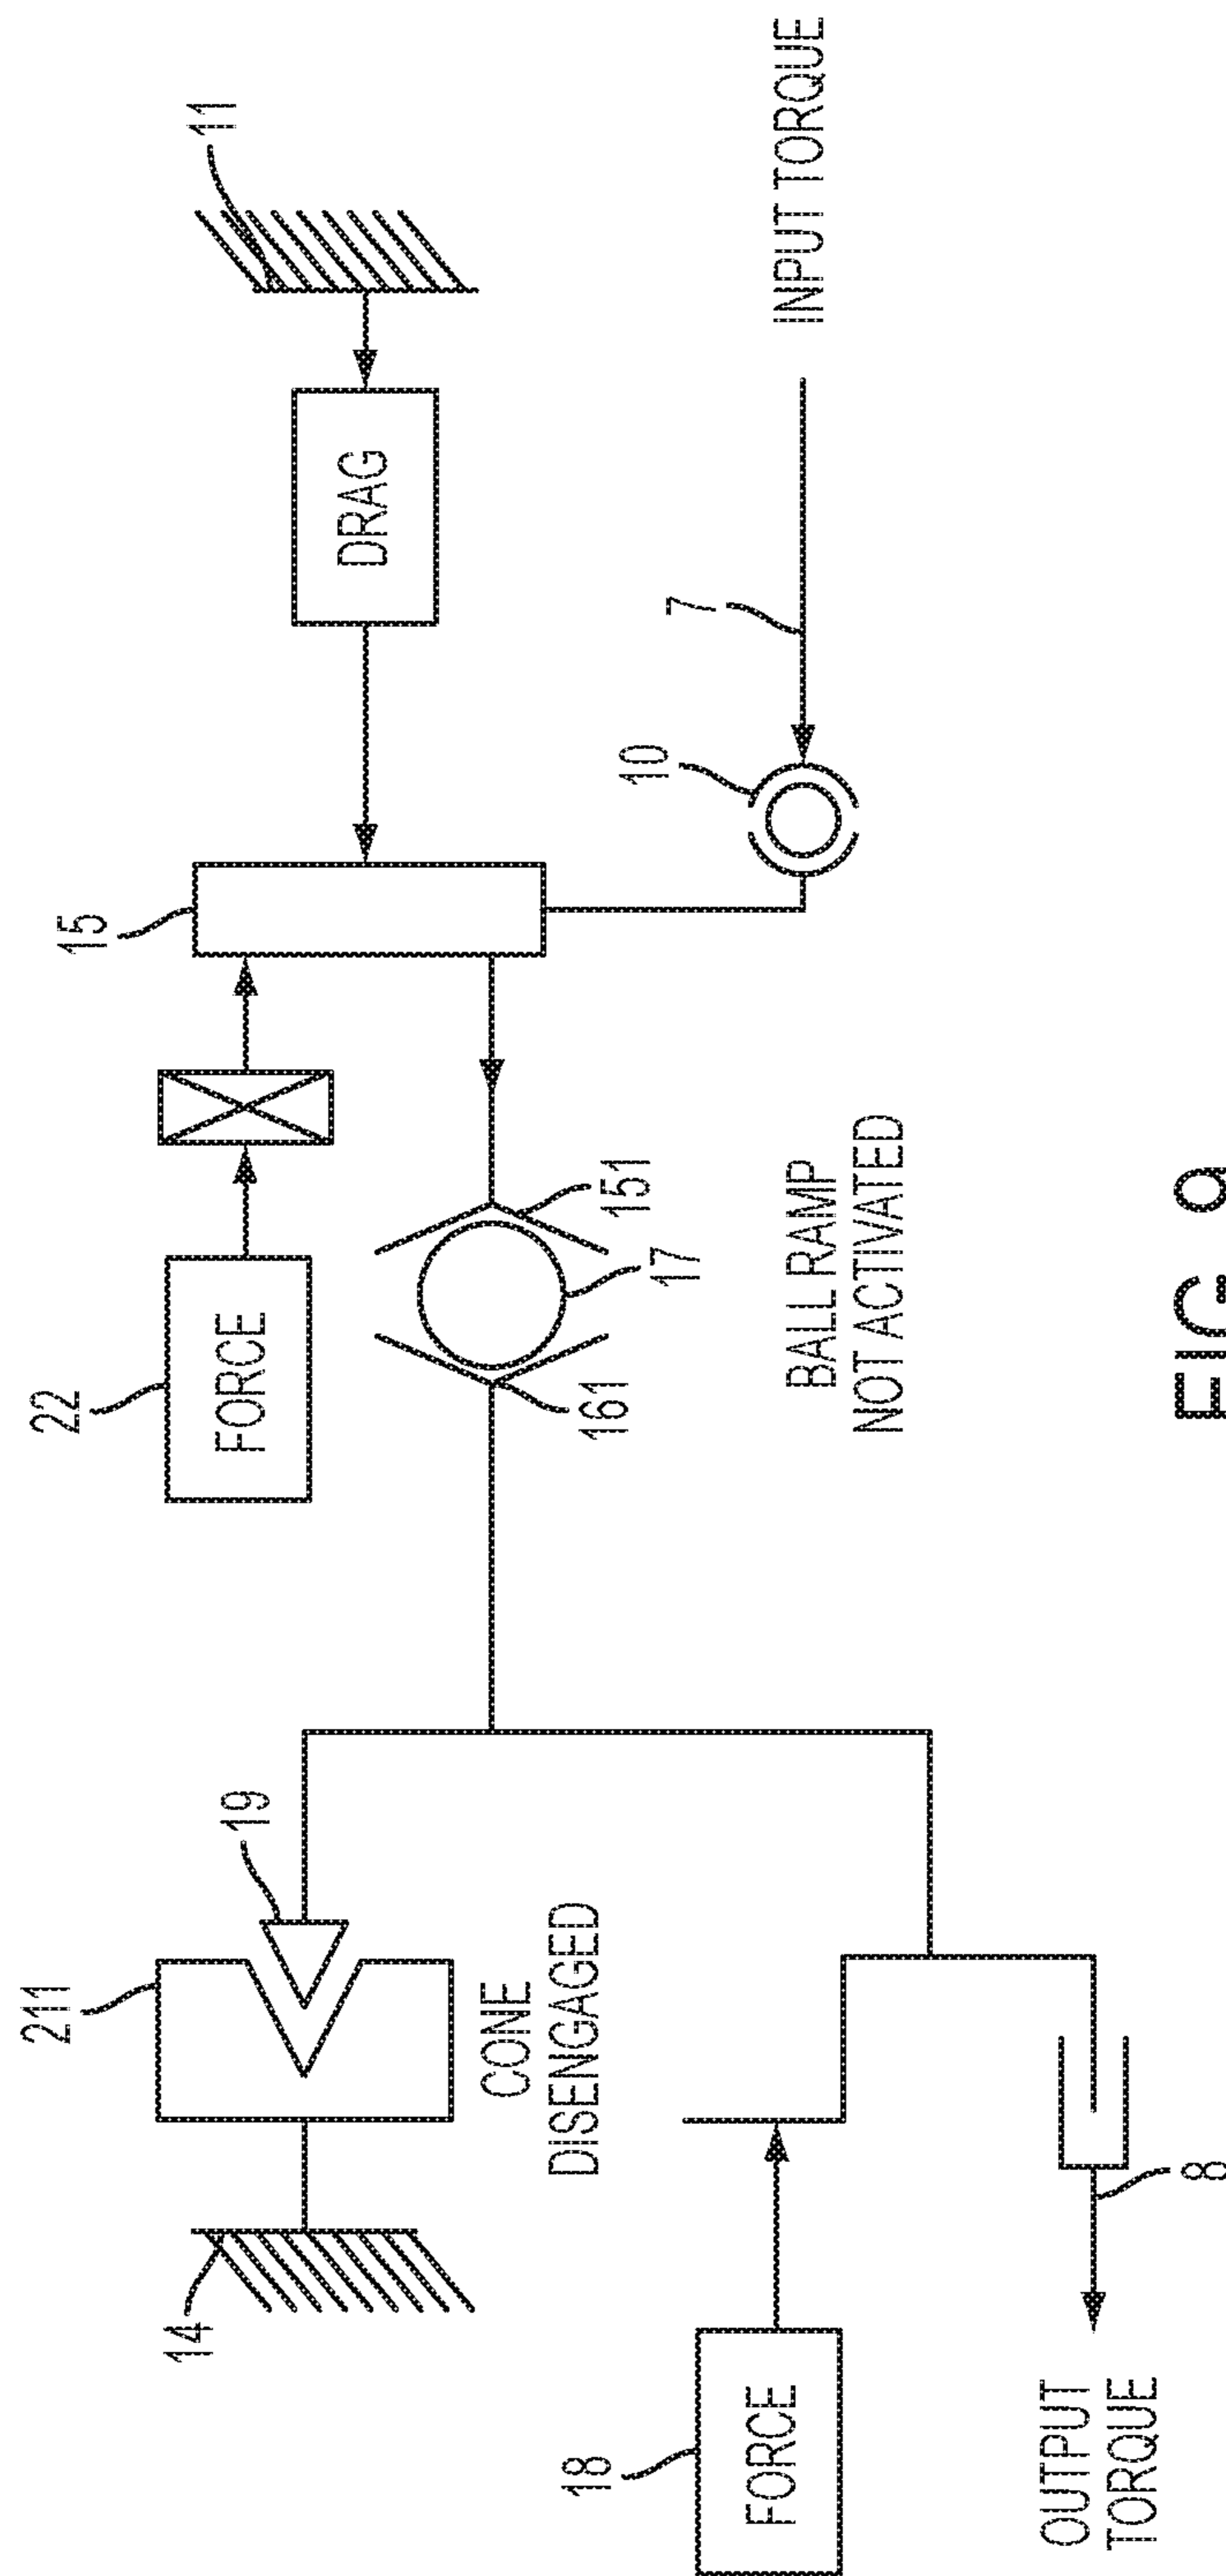 11
DRAG
INPUT TORQUE
7
10
15
22
FORCE
151
17
161
BALL RAMP
NOT ACTIVATED
19
211
CONE
DISENGAGED
14
18
FORCE
8
OUTPUT
TORQUE
FIG. 9